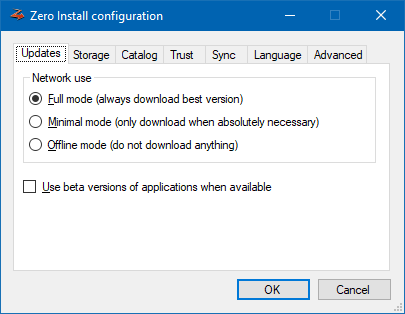 Zero Install configuration
Updates Storage Catalog Trust Sync Language Advanced
Network use
Full mode (always download best version)
Minimal mode (only download when absolutely necessary)
Offline mode (do not download anything)
Use beta versions of applications when available
OK Cancel